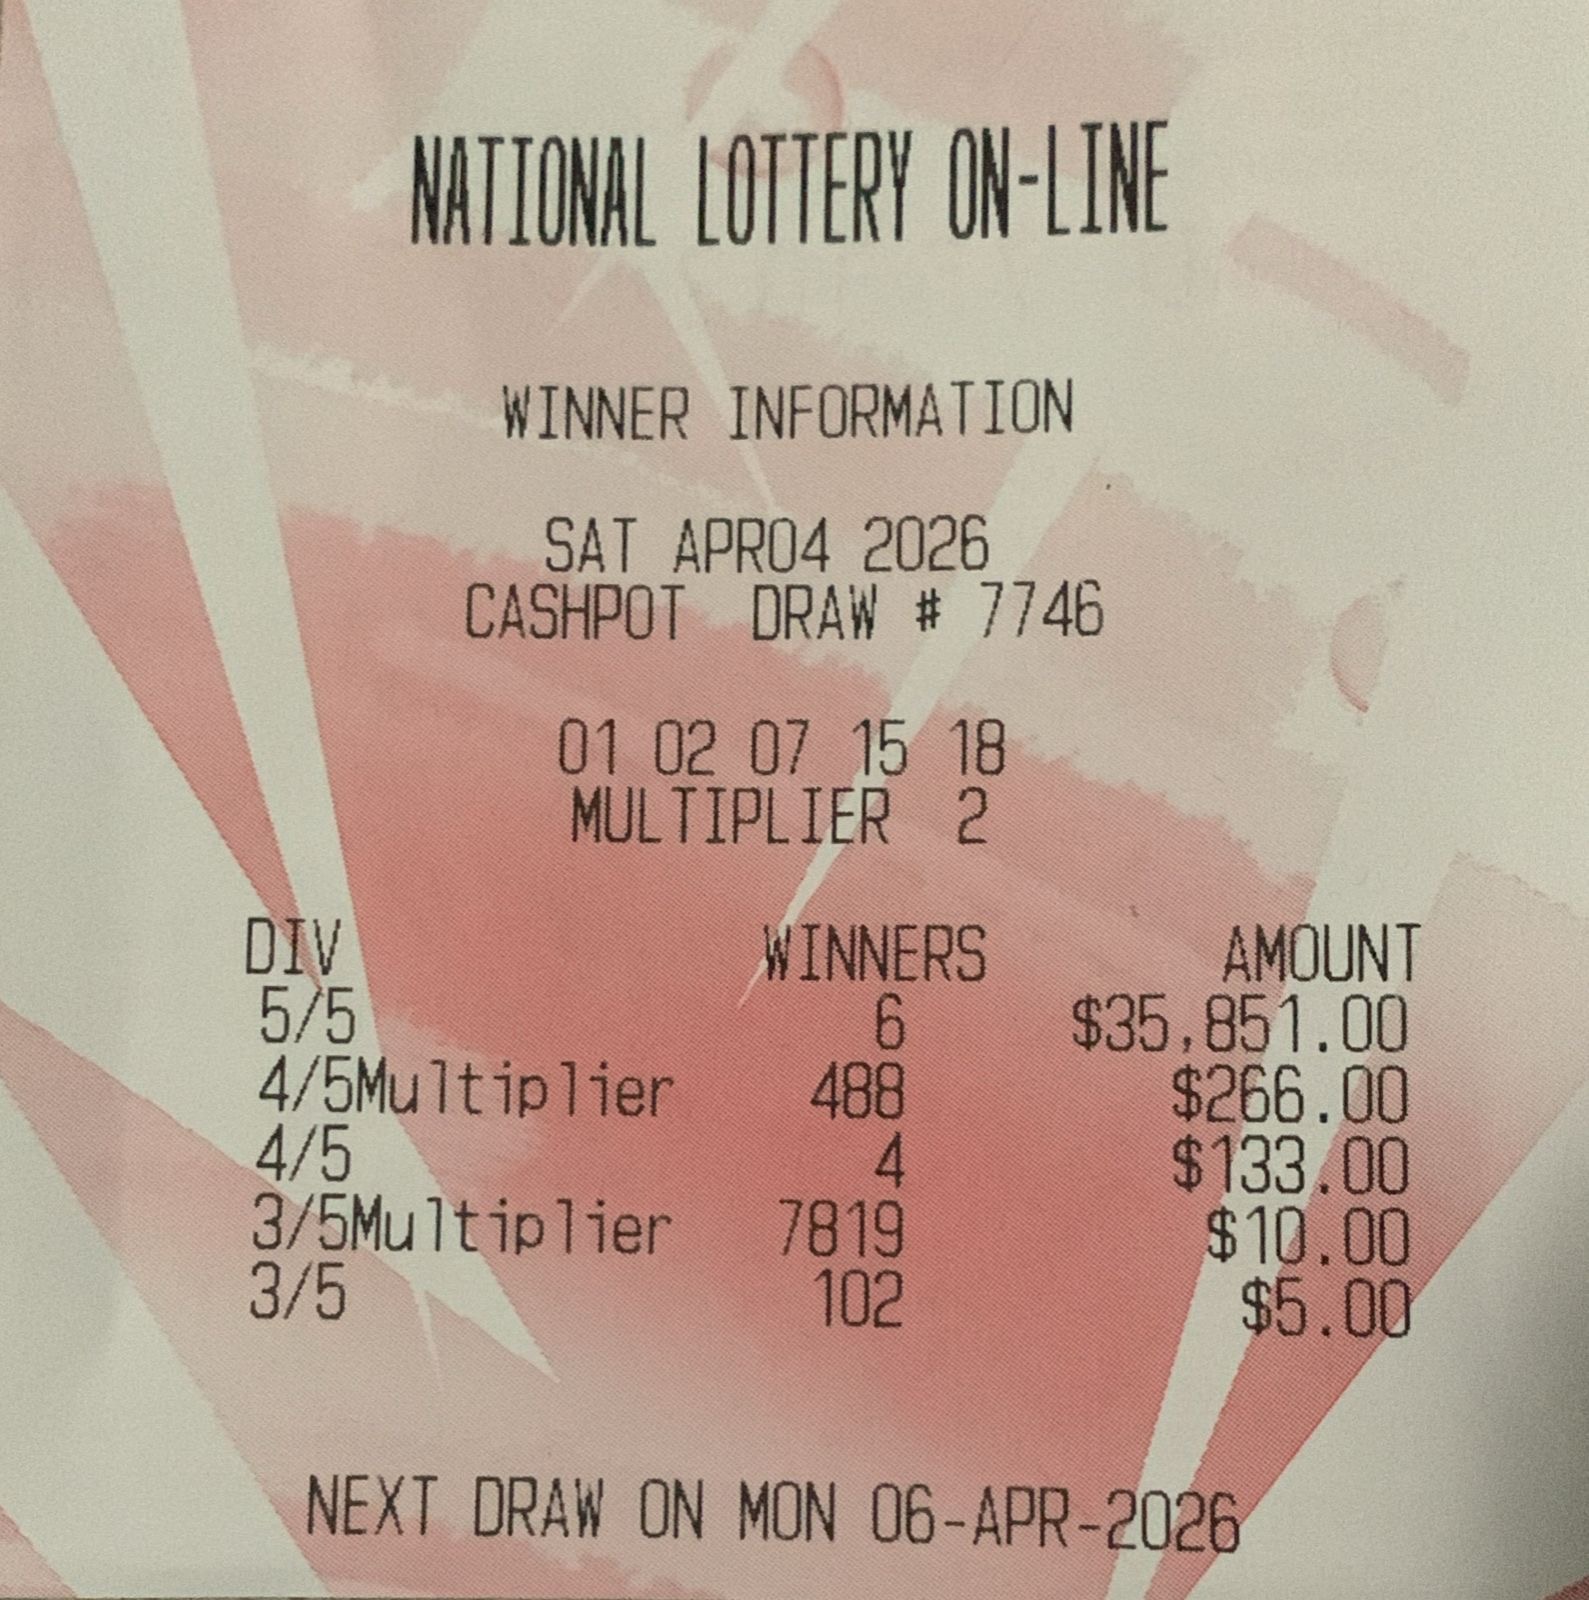 NATIONAL LOTTERY ON-LINE
WINNER INFORMATION
SAT APR04 2026
CASHPOT DRAW # 7746
01 02 07 15 18
MULTIPLIER 2
DIV WINNERS AMOUNT
5/5 6 $35,851.00
4/5Multiplier 488 $266.00
4/5 4 $133.00
3/5Multiplier 7819 $10.00
3/5 102 $5.00
NEXT DRAW ON MON 06-APR-2026